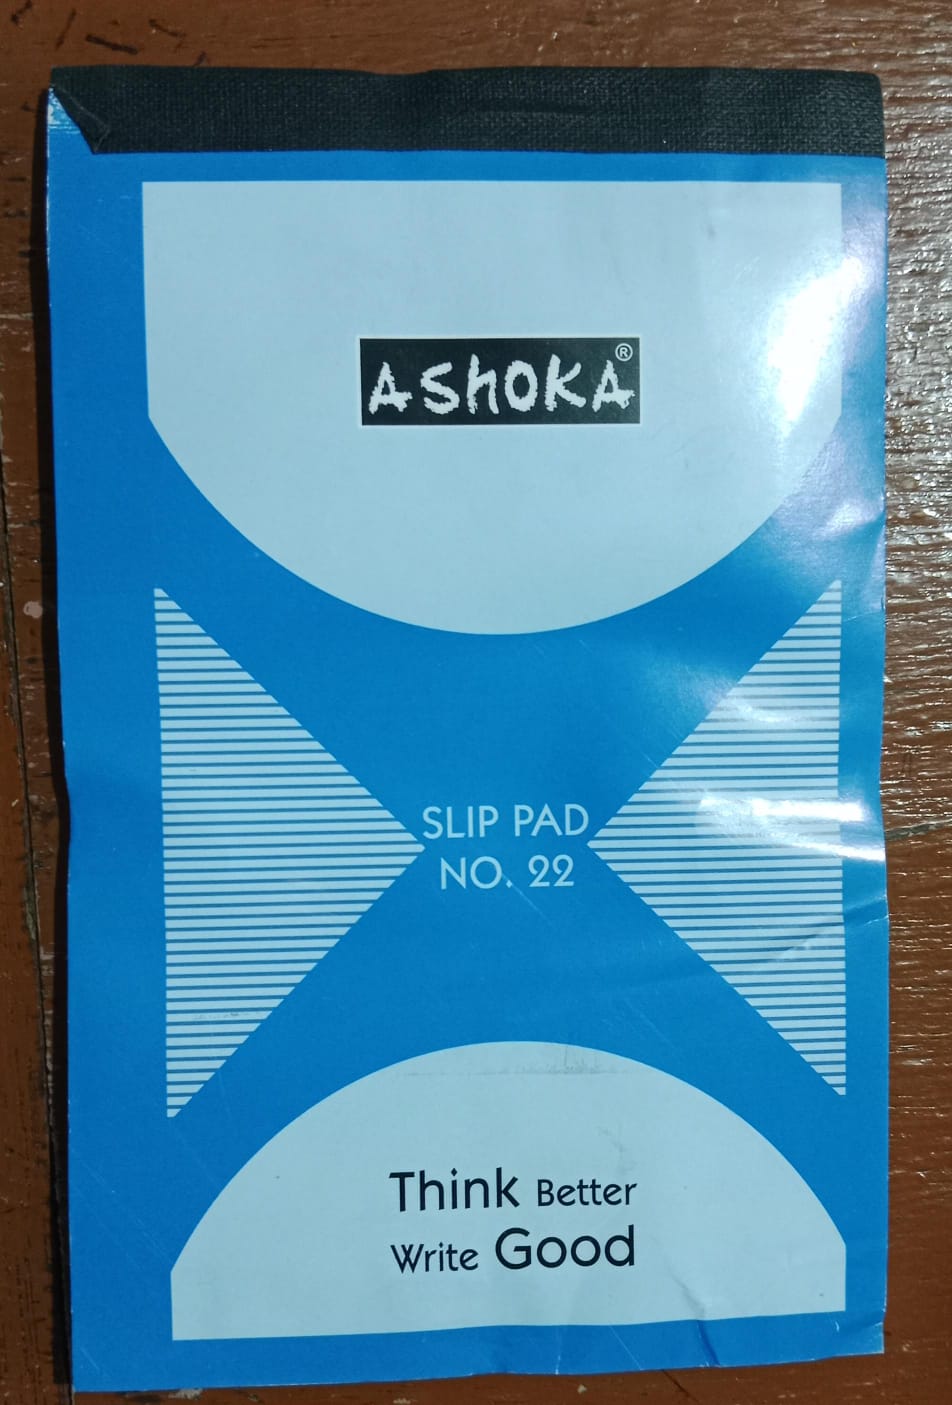 ASHOKA®
SLIP PAD
NO. 22
Think Better
Write Good